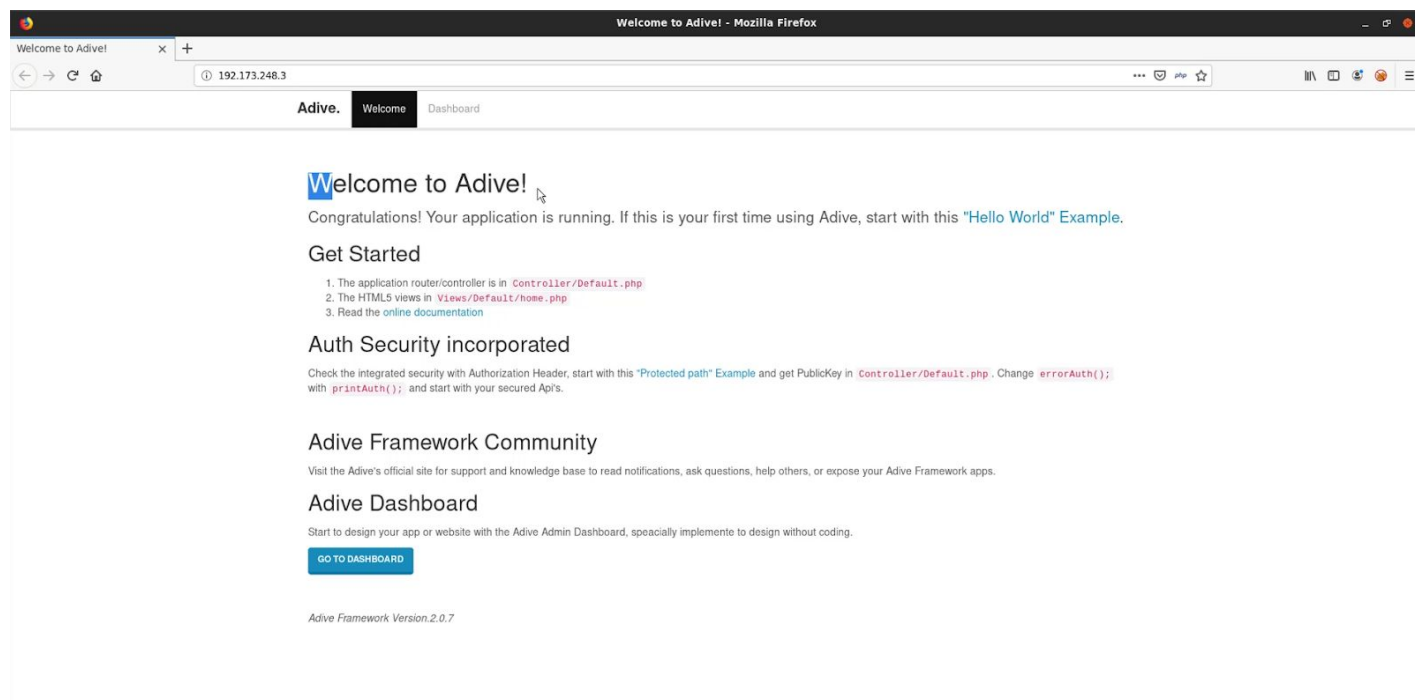 Welcome to Adive! - Mozilla Firefox
Welcome to Adive!
192.173.248.3
php
Adive. Welcome Dashboard
Welcome to Adive!
Congratulations! Your application is running. If this is your first time using Adive, start with this "Hello World" Example.
Get Started
1. The application router/controller is in Controller/Default.php
2. The HTML5 views in Views/Default/home.php
3. Read the online documentation
Auth Security incorporated
Check the integrated security with Authorization Header, start with this "Protected path" Example and get PublicKey in Controller/Default.php . Change errorAuth();
with printAuth(); and start with your secured Api's.
Adive Framework Community
Visit the Adive's official site for support and knowledge base to read notifications, ask questions, help others, or expose your Adive Framework apps.
Adive Dashboard
Start to design your app or website with the Adive Admin Dashboard, speacially implemente to design without coding.
GO TO DASHBOARD
Adive Framework Version.2.0.7